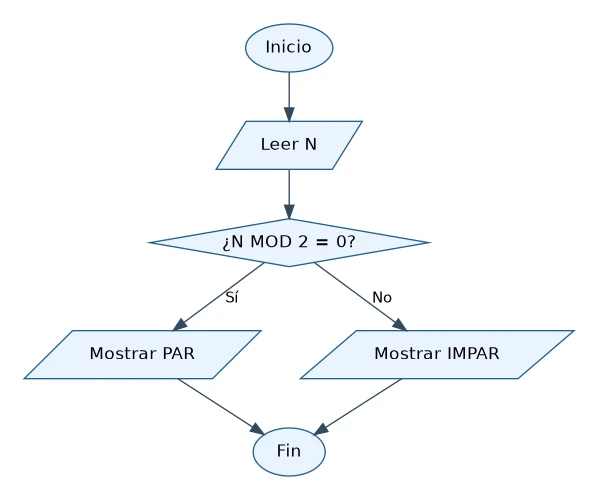 Inicio
Leer N
¿N MOD 2 = 0?
Sí
No
Mostrar PAR
Mostrar IMPAR
Fin